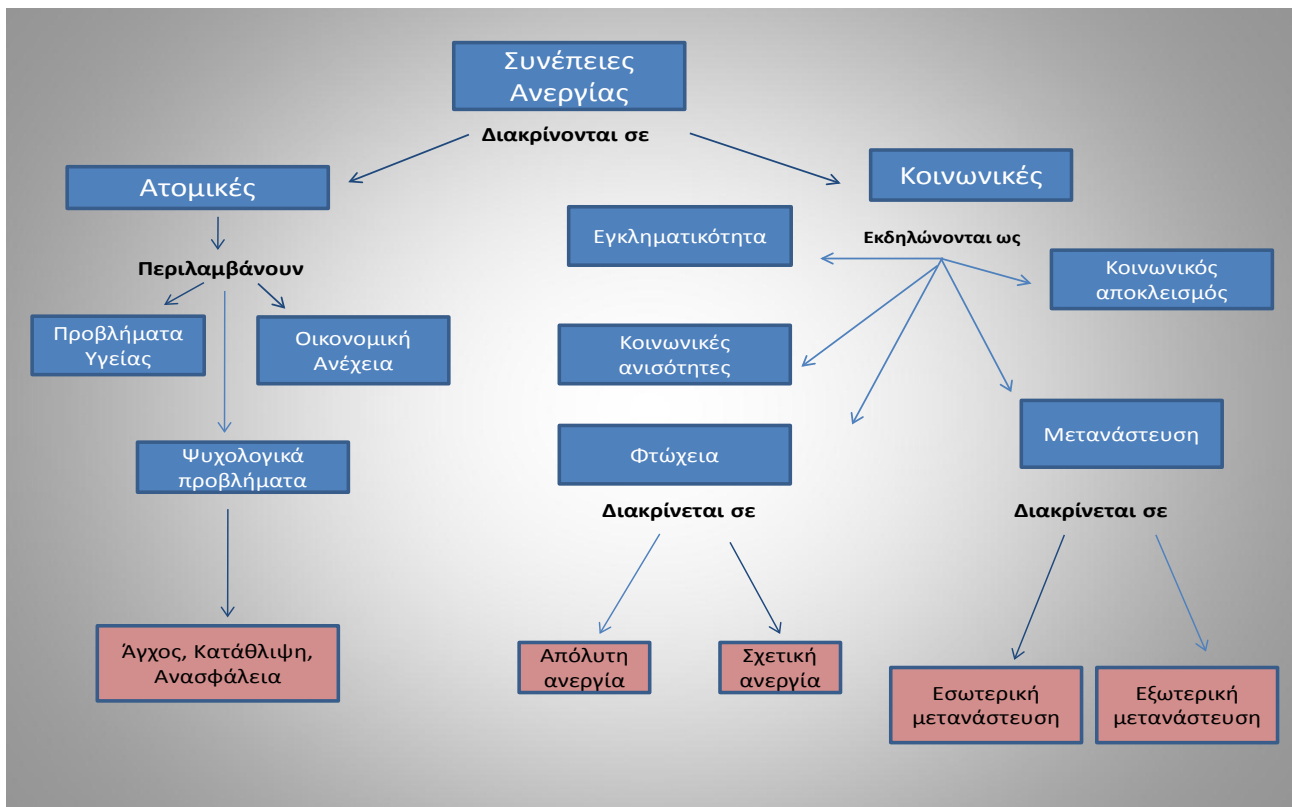 Συνέπειες
Ανεργίας
Διακρίνονται σε
Ατομικές
Κοινωνικές
Περιλαμβάνουν
Προβλήματα
Υγείας
Οικονομική
Ανέχεια
Ψυχολογικά
προβλήματα
Άγχος, Κατάθλιψη,
Ανασφάλεια
Εκδηλώνονται ως
Εγκληματικότητα
Κοινωνικός
αποκλεισμός
Κοινωνικές
ανισότητες
Φτώχεια
Μετανάστευση
Διακρίνεται σε
Απόλυτη
ανεργία
Σχετική
ανεργία
Διακρίνεται σε
Εσωτερική
μετανάστευση
Εξωτερική
μετανάστευση